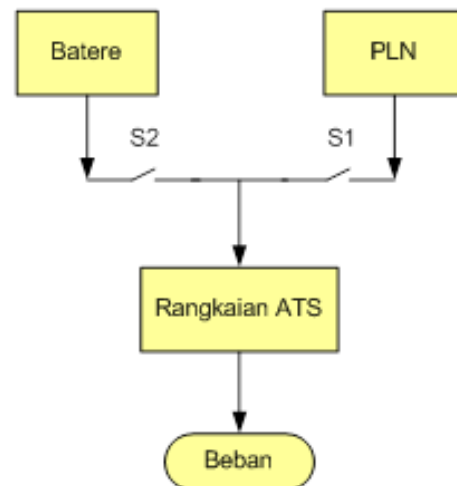 Batere
PLN
S2
S1
Rangkaian ATS
Beban